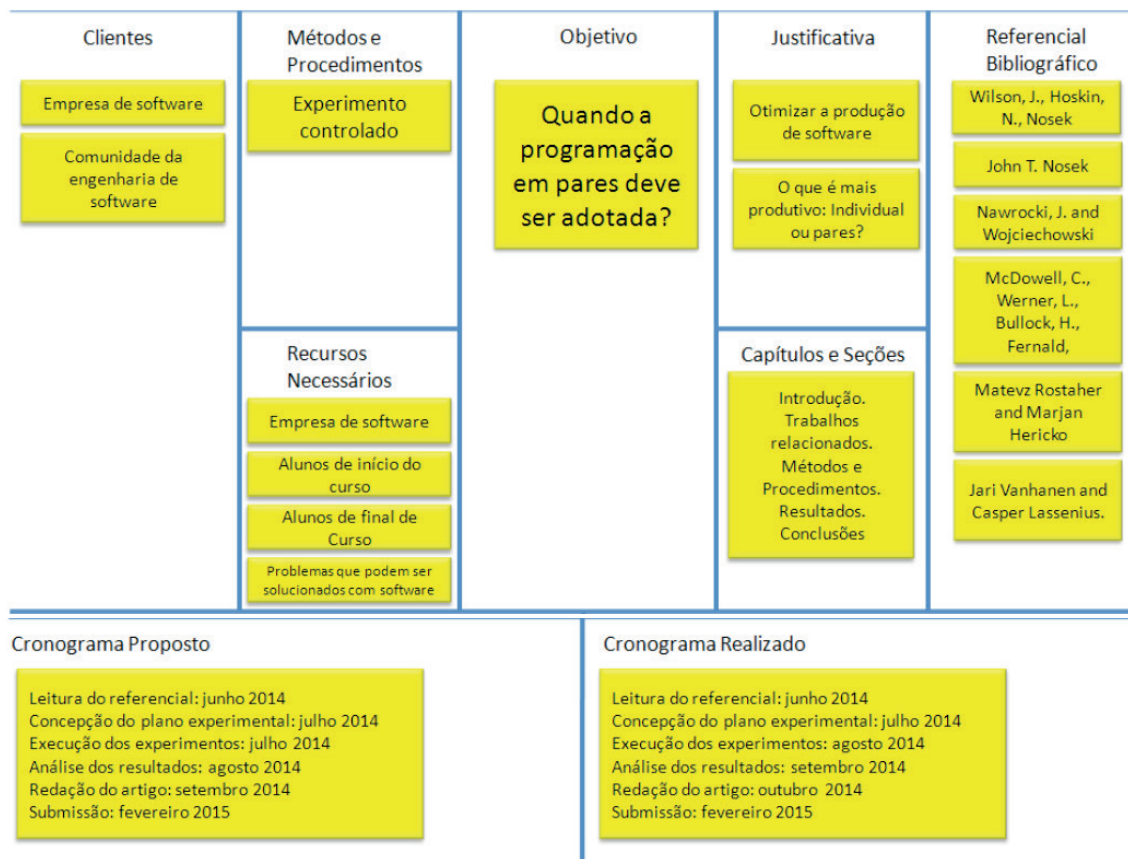 Clientes
Empresa de software
Comunidade da
engenharia de
software
Métodos e
Procedimentos
Experimento
controlado
Recursos
Necessários
Empresa de software
Alunos de início do
curso
Alunos de final de
Curso
Problemas que podem ser
solucionados com software
Objetivo
Quando a
programação
em pares deve
ser adotada?
Justificativa
Otimizar a produção
de software
O que é mais
produtivo: Individual
ou pares?
Capítulos e Seções
Introdução.
Trabalhos
relacionados.
Métodos e
Procedimentos.
Resultados.
Conclusões
Referencial
Bibliográfico
Wilson, J., Hoskin,
N., Nosek
John T. Nosek
Nawrocki, J. and
Wojciechowski
McDowell, C.,
Werner, L.,
Bullock, H.,
Fernald,
Matevz Rostaher
and Marjan
Hericko
Jari Vanhanen and
Casper Lassenius.
Cronograma Proposto
Leitura do referencial: junho 2014
Concepção do plano experimental: julho 2014
Execução dos experimentos: julho 2014
Análise dos resultados: agosto 2014
Redação do artigo: setembro 2014
Submissão: fevereiro 2015
Cronograma Realizado
Leitura do referencial: junho 2014
Concepção do plano experimental: julho 2014
Execução dos experimentos: agosto 2014
Análise dos resultados: setembro 2014
Redação do artigo: outubro 2014
Submissão: fevereiro 2015